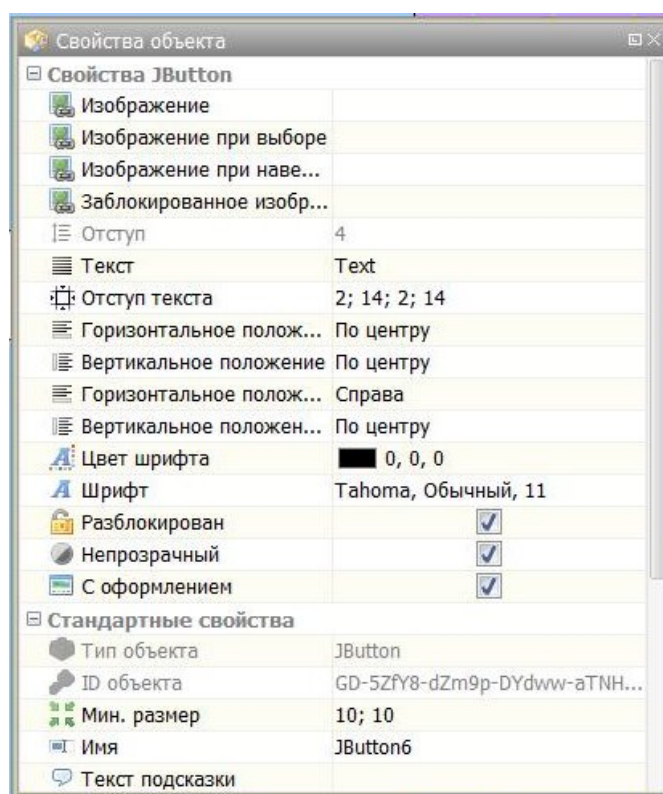 Свойства объекта
Свойства JButton
Изображение
Изображение при выборе
Изображение при наве...
Заблокированное изобр...
Отступ 4
Текст Text
Отступ текста 2; 14; 2; 14
Горизонтальное полож... По центру
Вертикальное положение По центру
Горизонтальное полож... Справа
Вертикальное положен... По центру
Цвет шрифта 0, 0, 0
Шрифт Tahoma, Обычный, 11
Разблокирован
Непрозрачный
С оформлением
Стандартные свойства
Тип объекта JButton
ID объекта GD-5ZfY8-dZm9p-DYdww-aTNH...
Мин. размер 10; 10
Имя JButton6
Текст подсказки